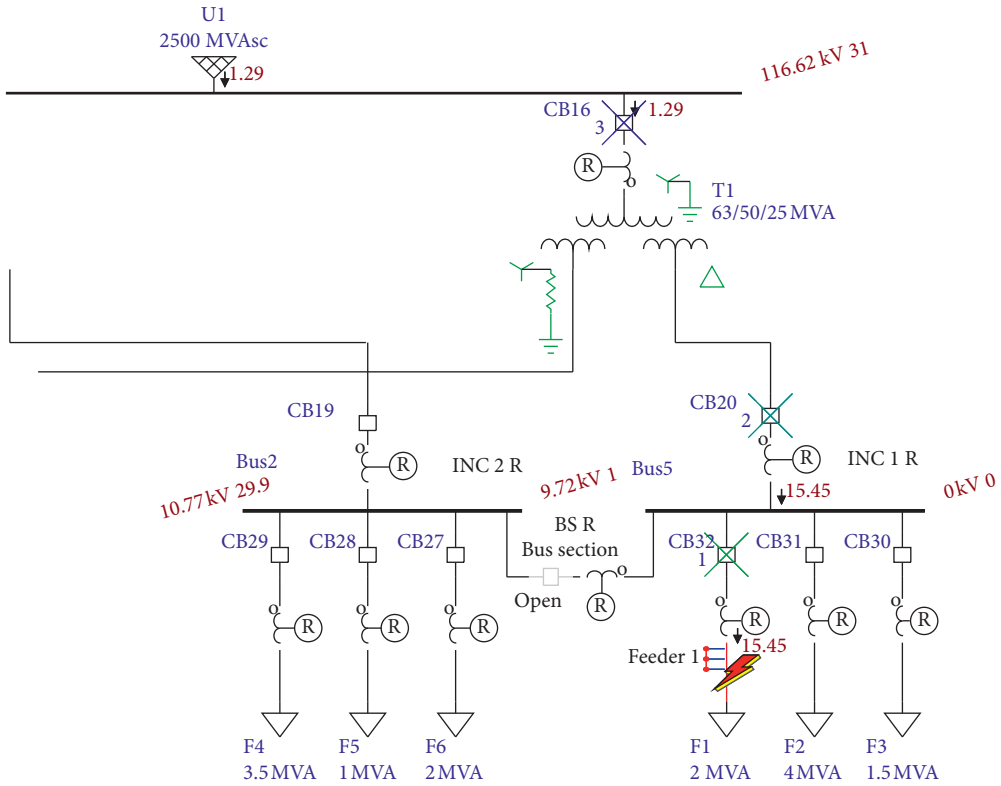 U1
2500 MVAsc
1.29
116.62 kV 31
CB16
3
1.29
R
T1
63/50/25 MVA
CB19
CB20
2
R
INC 2 R
R
INC 1 R
Bus2
10.77 kV 29.9
9.72 kV 1
Bus5
15.45
0 kV 0
BS R
Bus section
Open
R
CB29
CB28
CB27
CB32
1
CB31
CB30
R
R
R
R
R
R
Feeder 1
15.45
F4
3.5 MVA
F5
1 MVA
F6
2 MVA
F1
2 MVA
F2
4 MVA
F3
1.5 MVA